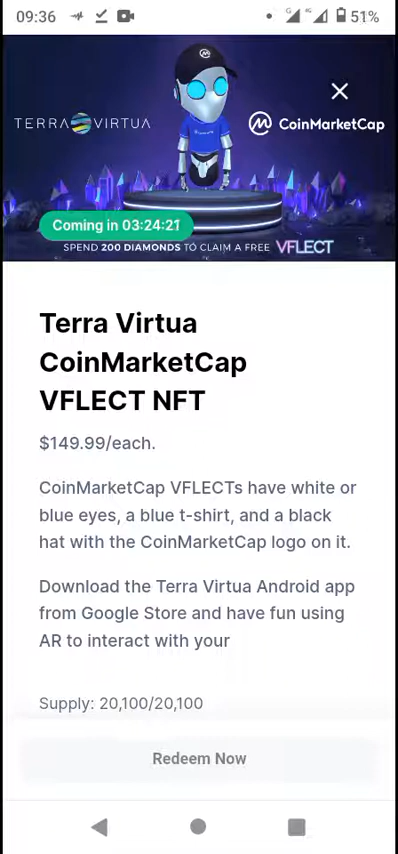 09:36
51%
TERRA VIRTUA
CoinMarketCap
Coming in 03:24:21
SPEND 200 DIAMONDS TO CLAIM A FREE VFLECT
Terra Virtua
CoinMarketCap
VFLECT NFT
$149.99/each.
CoinMarketCap VFLECTs have white or
blue eyes, a blue t-shirt, and a black
hat with the CoinMarketCap logo on it.
Download the Terra Virtua Android app
from Google Store and have fun using
AR to interact with your
Supply: 20,100/20,100
Redeem Now